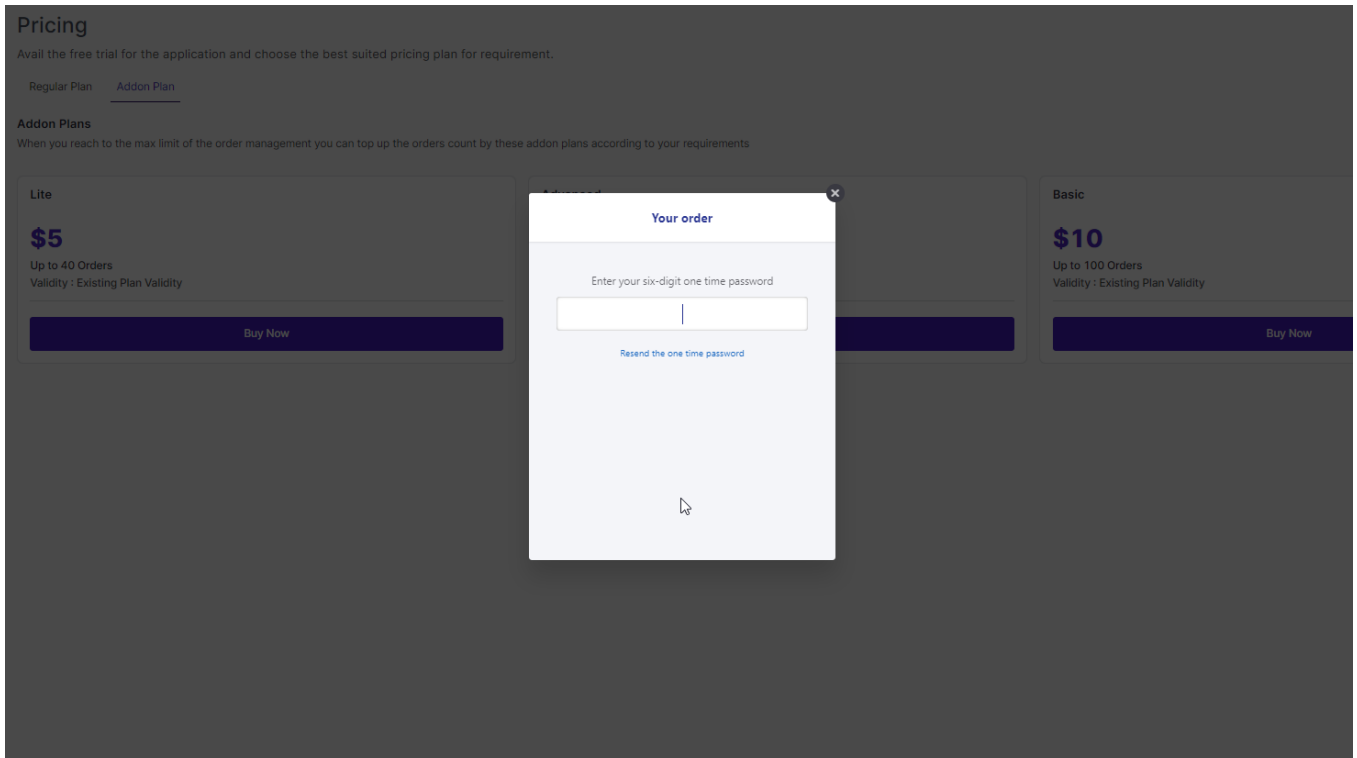 Pricing
Avail the free trial for the application and choose the best suited pricing plan for requirement.
Regular Plan
Addon Plan
Addon Plans
When you reach to the max limit of the order management you can top up the orders count by these addon plans according to your requirements
Lite
$5
Up to 40 Orders
Validity : Existing Plan Validity
Buy Now
Your order
Enter your six-digit one time password
Resend the one time password
Basic
$10
Up to 100 Orders
Validity : Existing Plan Validity
Buy Now